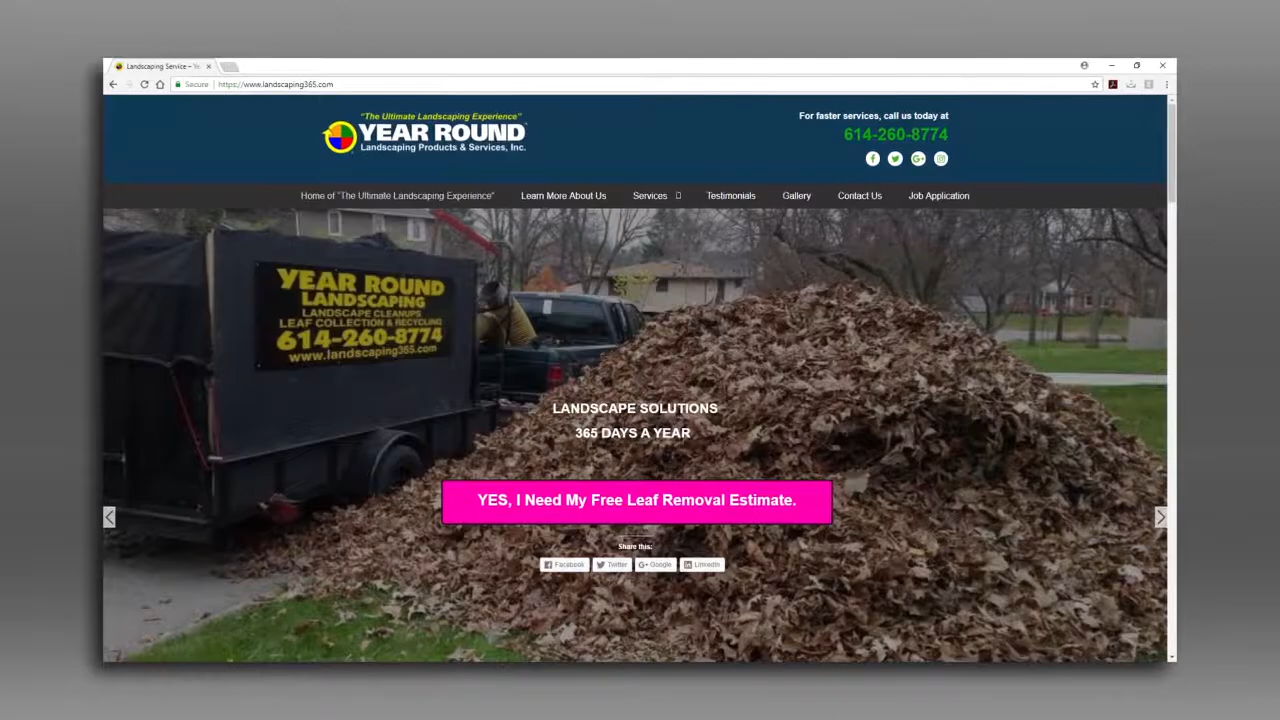 Landscaping Service – Ye
Secure
https://www.landscaping365.com
"The Ultimate Landscaping Experience"
YEAR ROUND
Landscaping Products & Services, Inc.
For faster services, call us today at
614-260-8774
Home of "The Ultimate Landscaping Experience"
Learn More About Us
Services
Testimonials
Gallery
Contact Us
Job Application
YEAR ROUND
LANDSCAPING
LANDSCAPE CLEANUPS
LEAF COLLECTION & RECYCLING
614-260-8774
www.landscaping365.com
LANDSCAPE SOLUTIONS
365 DAYS A YEAR
YES, I Need My Free Leaf Removal Estimate.
Share this:
Facebook
Twitter
Google
LinkedIn